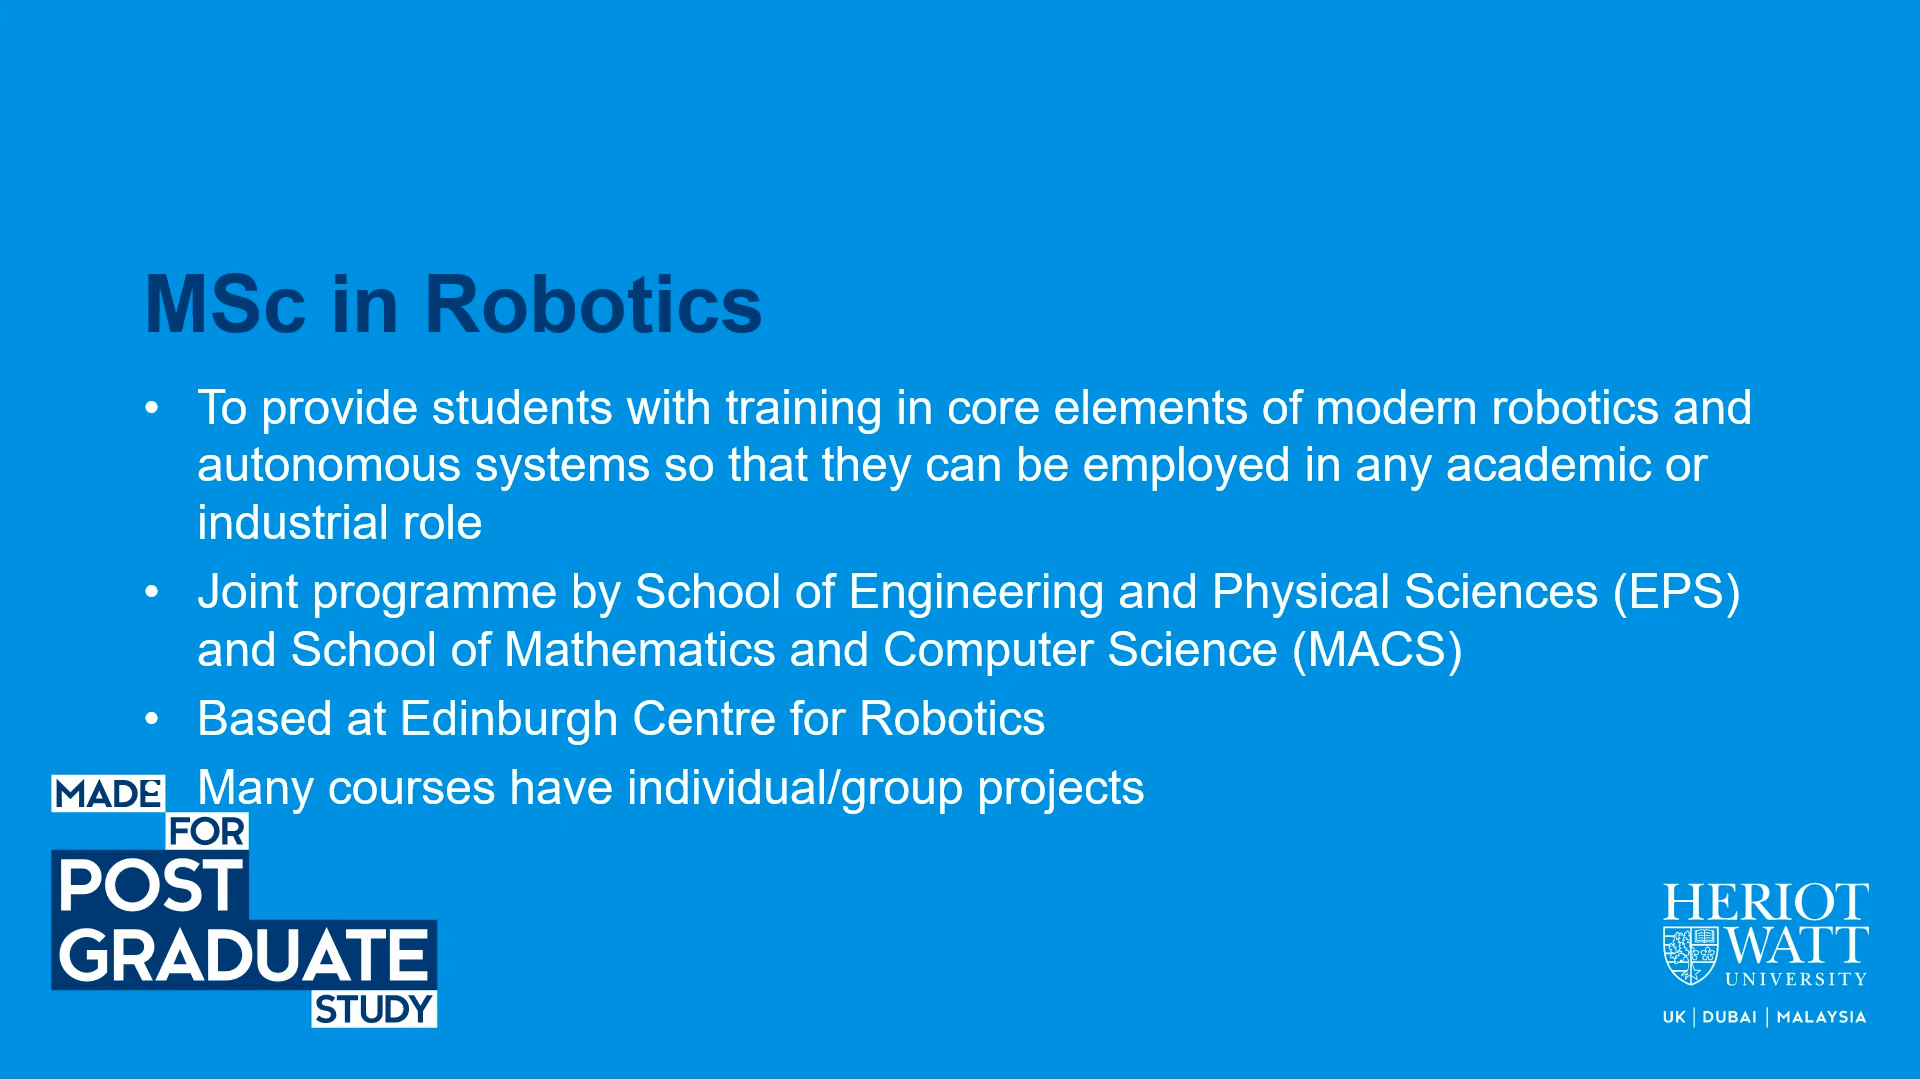 MSc in Robotics
• To provide students with training in core elements of modern robotics and
autonomous systems so that they can be employed in any academic or
industrial role
• Joint programme by School of Engineering and Physical Sciences (EPS)
and School of Mathematics and Computer Science (MACS)
• Based at Edinburgh Centre for Robotics
Many courses have individual/group projects
MADE
FOR
POST
GRADUATE
STUDY
HERIOT
WATT
UNIVERSITY
UK | DUBAI | MALAYSIA